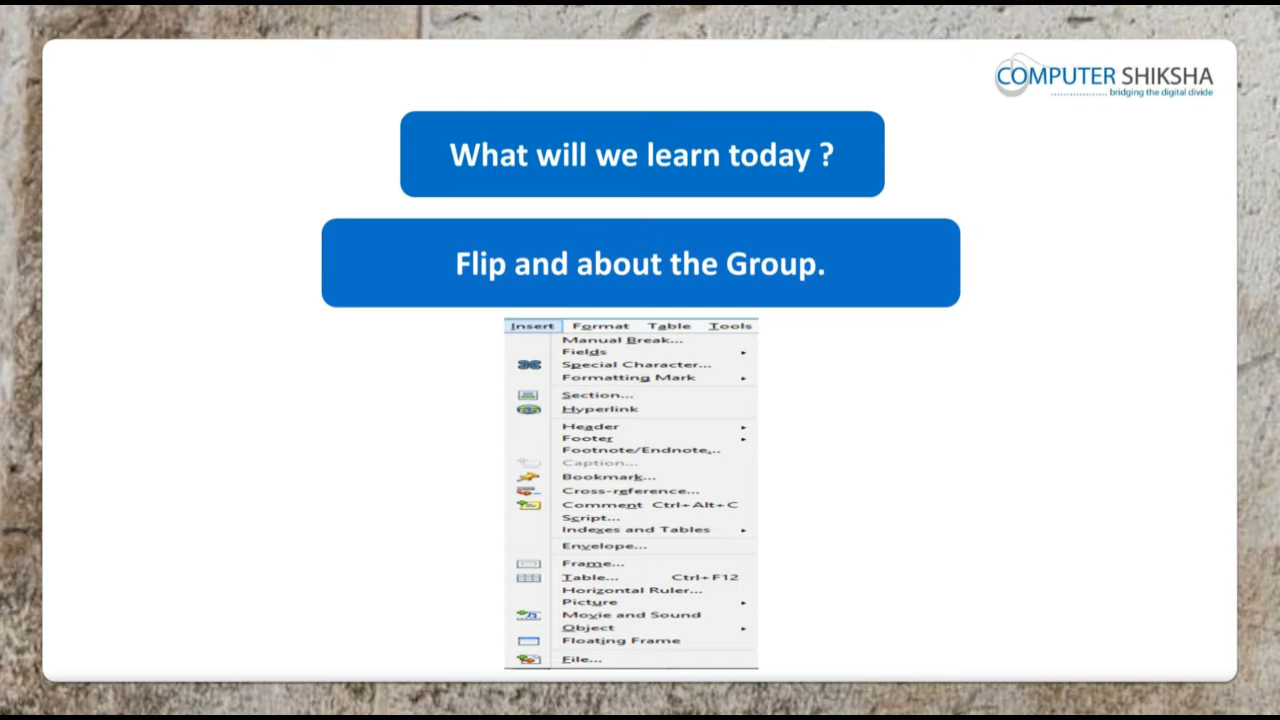 COMPUTER SHIKSHA
bridging the digital divide
What will we learn today ?
Flip and about the Group.
Insert Format Table Tools
Manual Break...
Fields
Special Character...
Formatting Mark
Section...
Hyperlink
Header
Footer
Footnote/Endnote...
Caption...
Bookmark...
Cross-reference...
Comment Ctrl+Alt+C
Script...
Indexes and Tables
Envelope...
Frame...
Table... Ctrl+F12
Horizontal Ruler...
Picture
Movie and Sound
Object
Floating Frame
File...